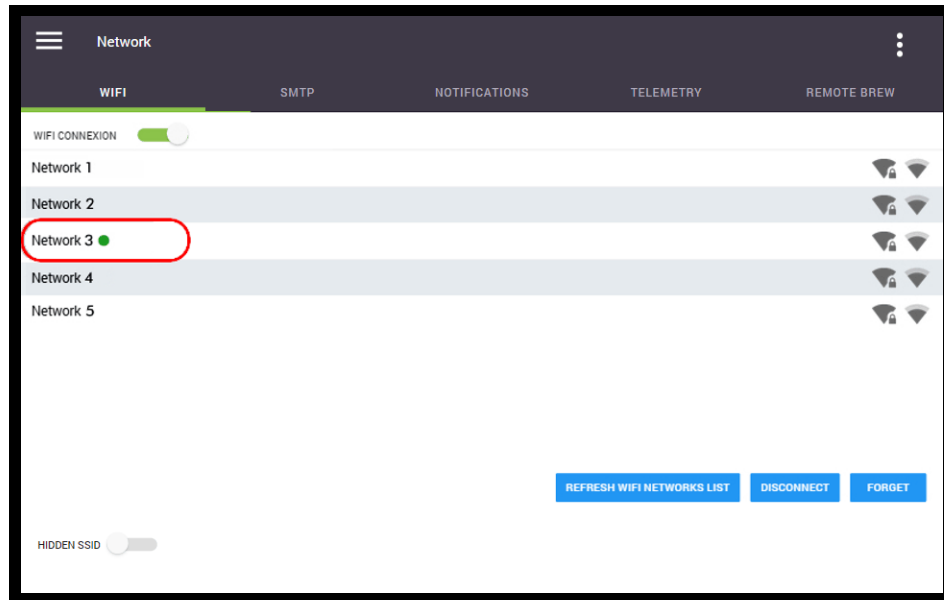 Network
WIFI SMTP NOTIFICATIONS TELEMETRY REMOTE BREW
WIFI CONNEXION
Network 1
Network 2
Network 3
Network 4
Network 5
REFRESH WIFI NETWORKS LIST DISCONNECT FORGET
HIDDEN SSID